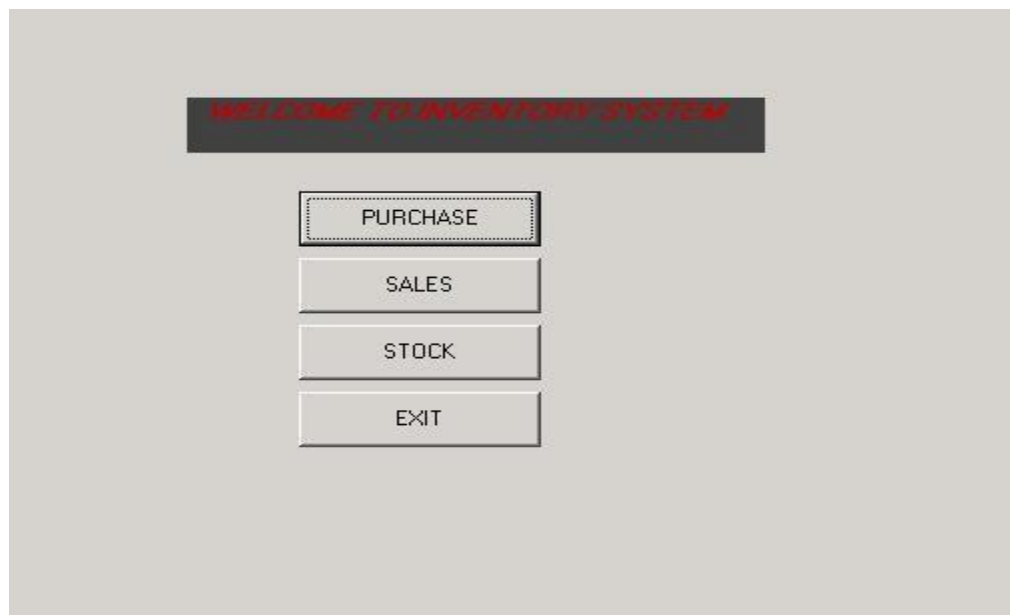 WELCOME TO INVENTORY SYSTEM
PURCHASE
SALES
STOCK
EXIT